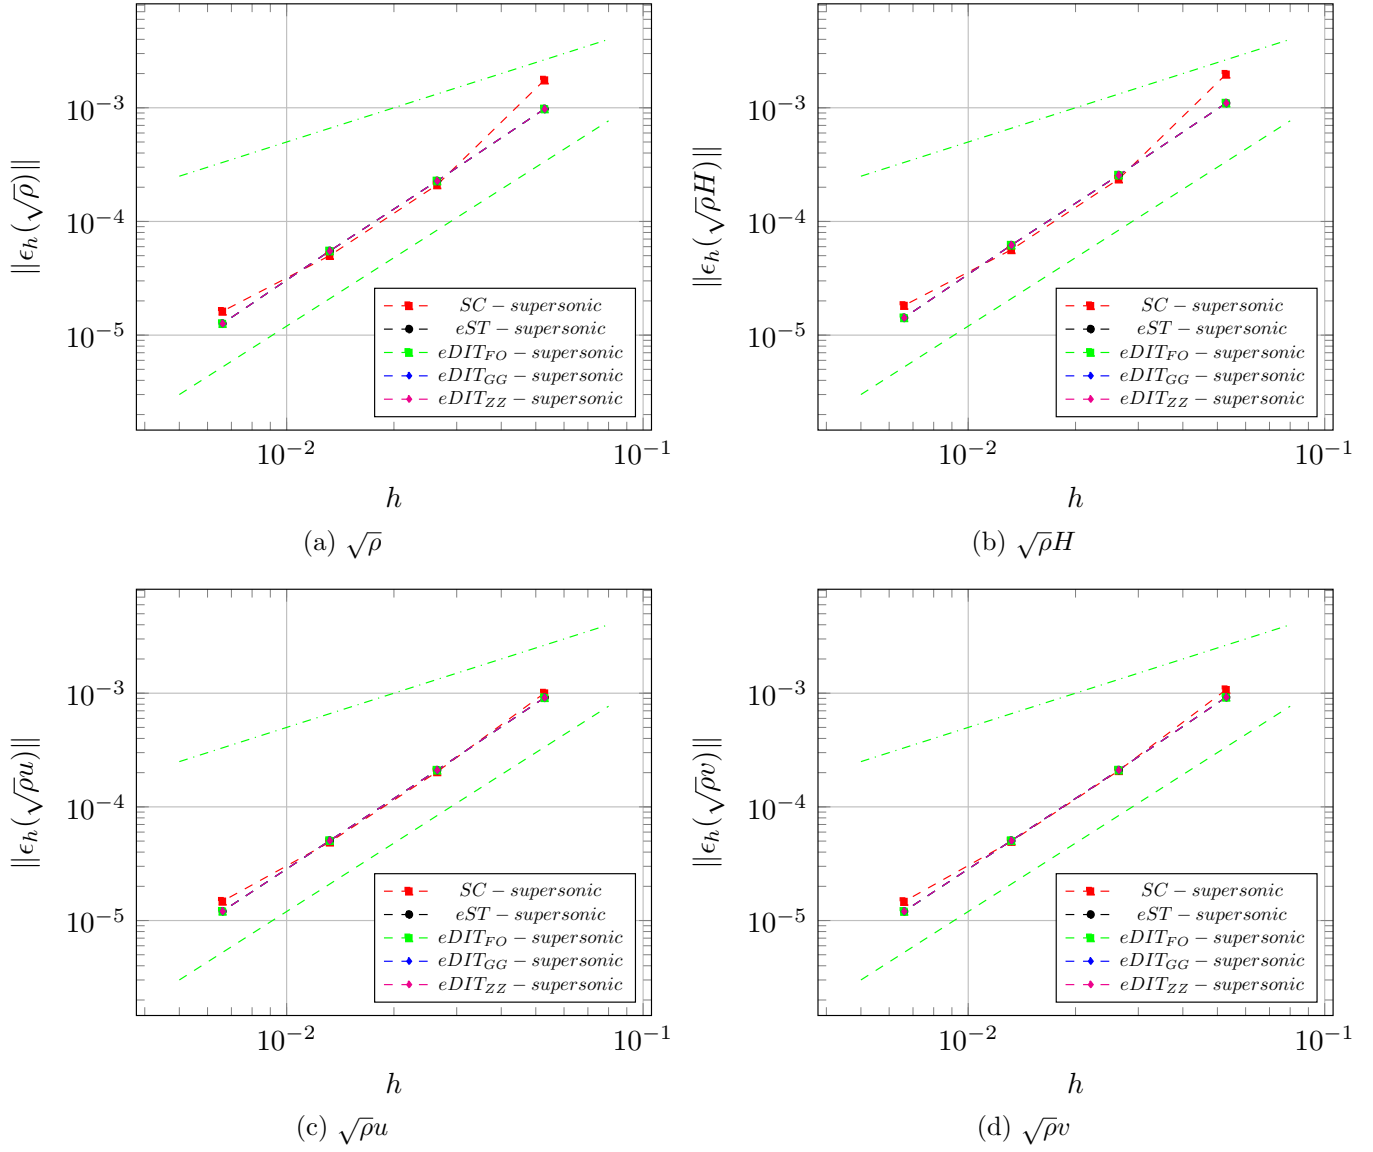 10⁻³
10⁻⁴
10⁻⁵
‖ϵₕ(√ρ)‖
SC − supersonic
eST − supersonic
eDIT_FO − supersonic
eDIT_GG − supersonic
eDIT_ZZ − supersonic
10⁻² 10⁻¹
h
(a) √ρ
10⁻³
10⁻⁴
10⁻⁵
‖ϵₕ(√ρH)‖
SC − supersonic
eST − supersonic
eDIT_FO − supersonic
eDIT_GG − supersonic
eDIT_ZZ − supersonic
10⁻² 10⁻¹
h
(b) √ρH
10⁻³
10⁻⁴
10⁻⁵
‖ϵₕ(√ρu)‖
SC − supersonic
eST − supersonic
eDIT_FO − supersonic
eDIT_GG − supersonic
eDIT_ZZ − supersonic
10⁻² 10⁻¹
h
(c) √ρu
10⁻³
10⁻⁴
10⁻⁵
‖ϵₕ(√ρv)‖
SC − supersonic
eST − supersonic
eDIT_FO − supersonic
eDIT_GG − supersonic
eDIT_ZZ − supersonic
10⁻² 10⁻¹
h
(d) √ρv